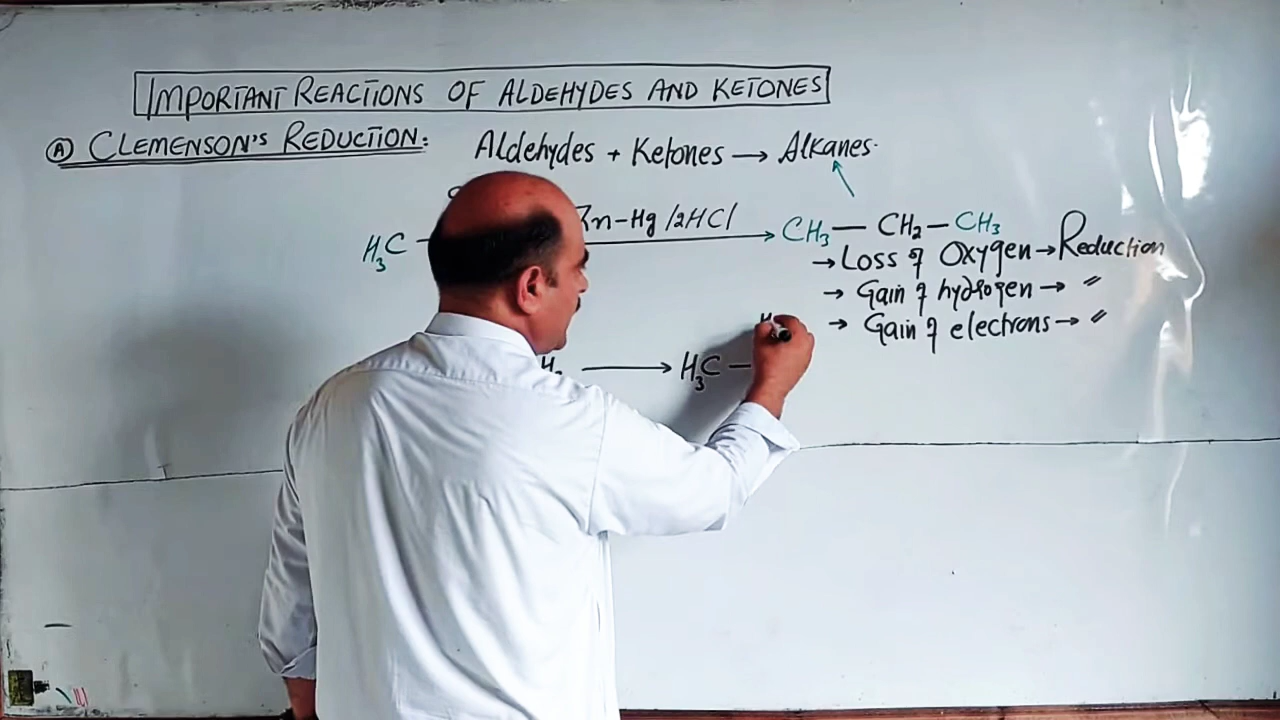 IMPORTANT REACTIONS OF ALDEHYDES AND KETONES
Ⓐ CLEMENSON'S REDUCTION:
Aldehydes + Ketones → Alkanes.
H₃C — Zn-Hg /2HCl → CH₃ — CH₂ — CH₃
→ Loss of Oxygen → Reduction
→ Gain of hydrogen → 〃
→ Gain of electrons → 〃
→ H₃C —